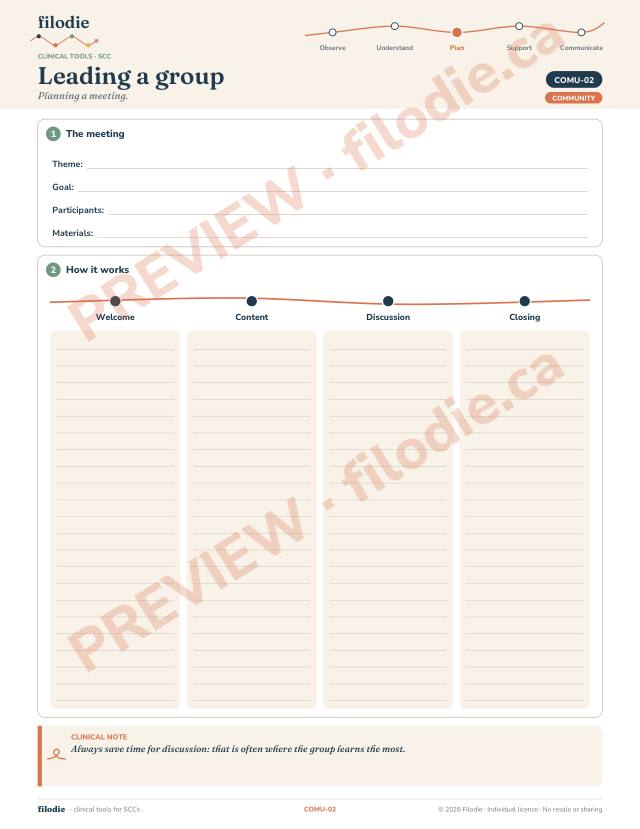 filodie
CLINICAL TOOLS · SCC
Leading a group
Planning a meeting.
Observe Understand Plan Support Communicate
COMU-02
COMMUNITY
1 The meeting
Theme:
Goal:
Participants:
Materials:
2 How it works
Welcome Content Discussion Closing
PREVIEW · filodie.ca
PREVIEW · filodie.ca
CLINICAL NOTE
Always save time for discussion: that is often where the group learns the most.
filodie · clinical tools for SCCs COMU-02 © 2026 Filodie · Individual licence · No resale or sharing